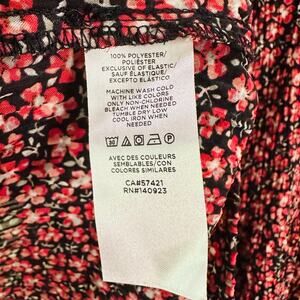 100% POLYESTER/
POLIÉSTER
EXCLUSIVE OF ELASTIC/
SAUF ÉLASTIQUE/
EXCEPTO ELÁSTICO
MACHINE WASH COLD
WITH LIKE COLORS
ONLY NON-CHLORINE
BLEACH WHEN NEEDED
TUMBLE DRY LOW
COOL IRON WHEN
NEEDED
30 P
AVEC DES COULEURS
SEMBLABLES/CON
COLORES SIMILARES
CA#57421
RN#140923